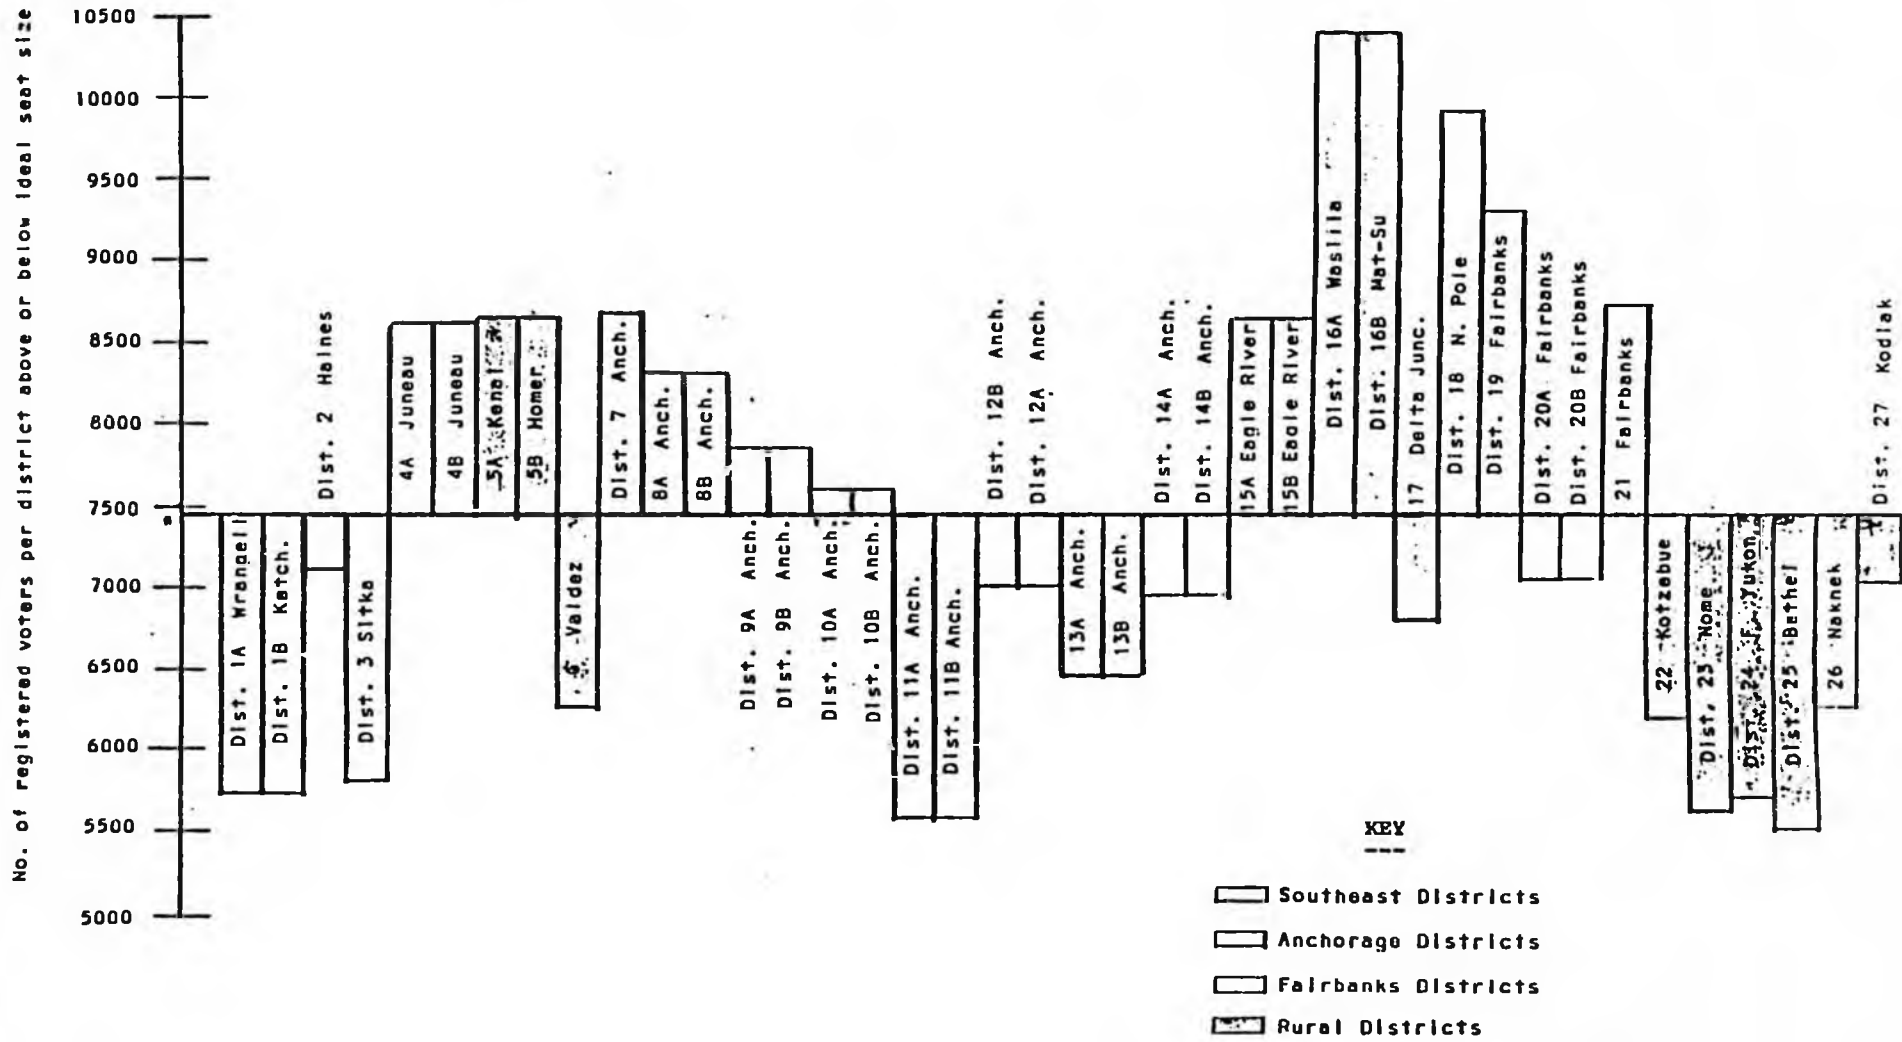 No. of registered voters per district above or below ideal seat size
10500
10000
9500
9000
8500
8000
7500
7000
6500
6000
5500
5000
Dist. 1A Wrangell
Dist. 1B Ketch.
Dist. 2 Haines
Dist. 3 Sitka
4A Juneau
4B Juneau
5A Kenai
5B Homer
6 Valdez
Dist. 7 Anch.
8A Anch.
8B Anch.
Dist. 9A Anch.
Dist. 9B Anch.
Dist. 10A Anch.
Dist. 10B Anch.
Dist. 11A Anch.
Dist. 11B Anch.
Dist. 12B Anch.
Dist. 12A Anch.
13A Anch.
13B Anch.
Dist. 14A Anch.
Dist. 14B Anch.
15A Eagle River
15B Eagle River
Dist. 16A Waslila
Dist. 16B Mat-Su
17 Delta Junc.
Dist. 18 N. Pole
Dist. 19 Fairbanks
Dist. 20A Fairbanks
Dist. 20B Fairbanks
21 Fairbanks
22 Kotzebue
Dist. 23 Nome
Dist. 24 F. Yukon
Dist. 25 Bethel
26 Naknek
Dist. 27 Kodiak
KEY
Southeast Districts
Anchorage Districts
Fairbanks Districts
Rural Districts